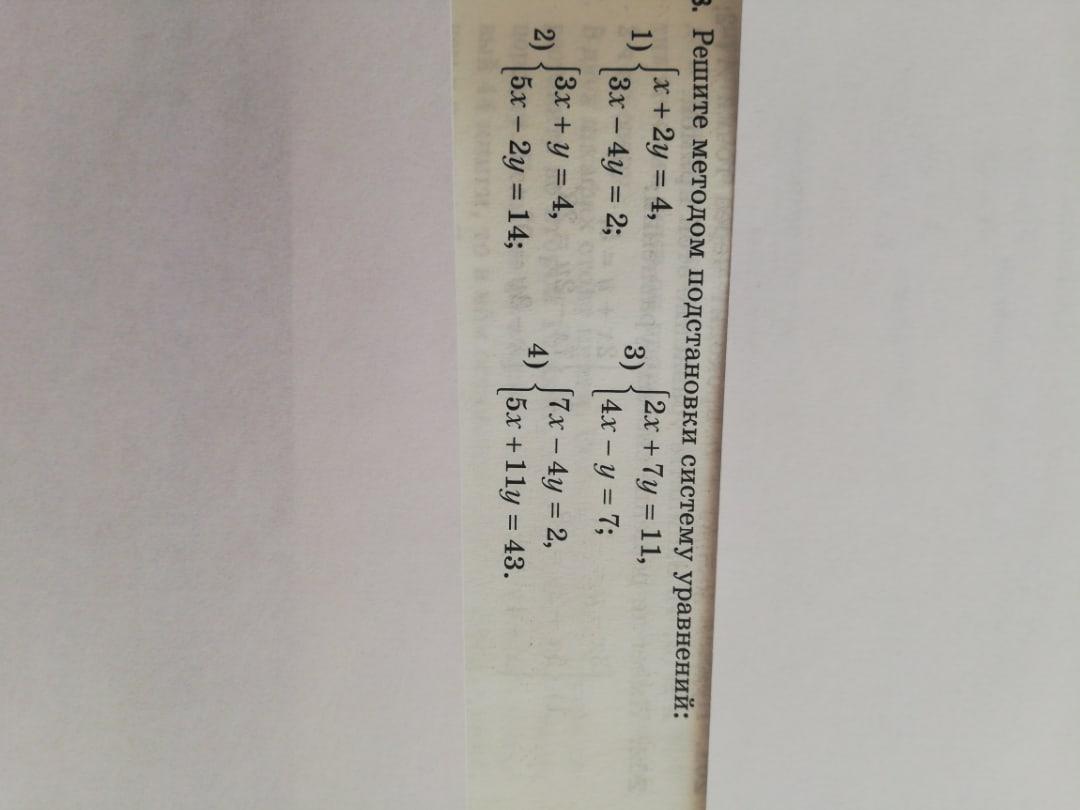 3. Решите методом подстановки систему уравнений:
1) { x + 2y = 4,
3x − 4y = 2;
2) { 3x + y = 4,
5x − 2y = 14;
3) { 2x + 7y = 11,
4x − y = 7;
4) { 7x − 4y = 2,
5x + 11y = 43.